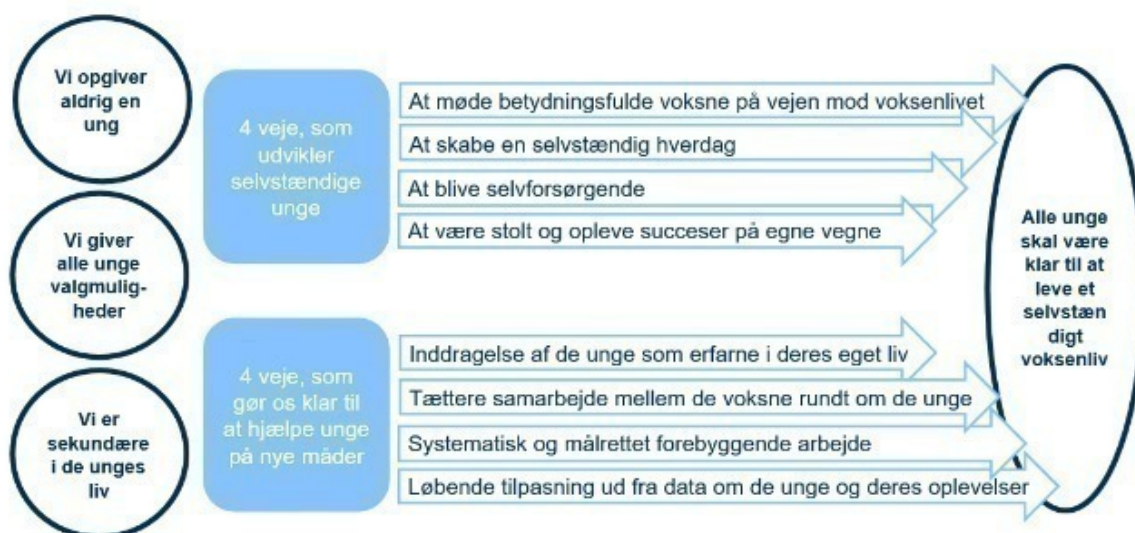 Vi opgiver
aldrig en
ung
Vi giver
alle unge
valgmulig-
heder
Vi er
sekundære
i de unges
liv
4 veje, som
udvikler
selvstændige
unge
At møde betydningsfulde voksne på vejen mod voksenlivet
At skabe en selvstændig hverdag
At blive selvforsørgende
At være stolt og opleve succeser på egne vegne
4 veje, som
gør os klar til
at hjælpe unge
på nye måder
Inddragelse af de unge som erfarne i deres eget liv
Tættere samarbejde mellem de voksne rundt om de unge
Systematisk og målrettet forebyggende arbejde
Løbende tilpasning ud fra data om de unge og deres oplevelser
Alle unge
skal være
klar til at
leve et
selvstæn
digt
voksenliv